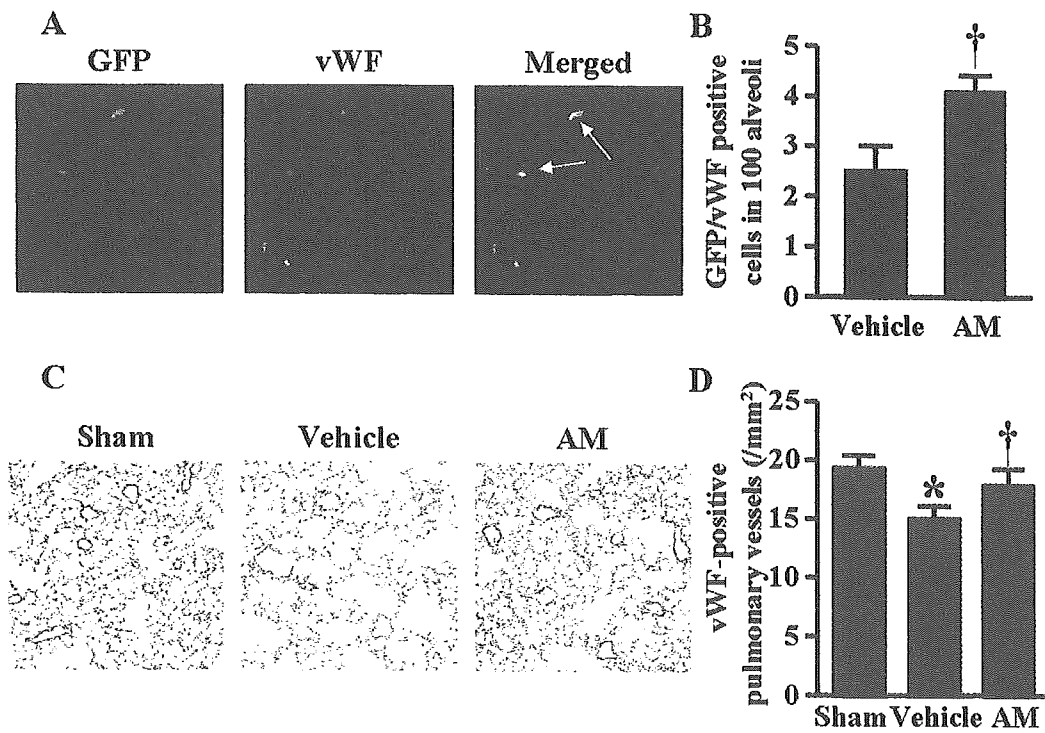 A
GFP
vWF
Merged
B
GFP/vWF positive
cells in 100 alveoli
5
4
3
2
1
0
†
Vehicle
AM
C
Sham
Vehicle
AM
D
vWF-positive
pulmonary vessels (/mm²)
25
20
15
10
5
0
*
†
Sham
Vehicle
AM